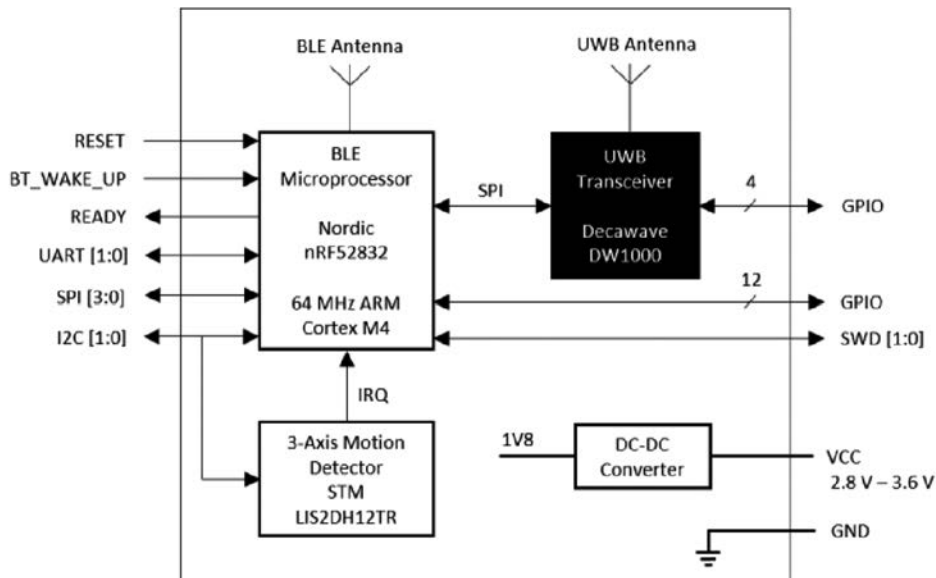 BLE Antenna
UWB Antenna
RESET
BT_WAKE_UP
READY
UART [1:0]
SPI [3:0]
I2C [1:0]
BLE
Microprocessor
Nordic
nRF52832
64 MHz ARM
Cortex M4
SPI
UWB
Transceiver
Decawave
DW1000
4
GPIO
12
GPIO
SWD [1:0]
IRQ
3-Axis Motion
Detector
STM
LIS2DH12TR
1V8
DC-DC
Converter
VCC
2.8 V – 3.6 V
GND